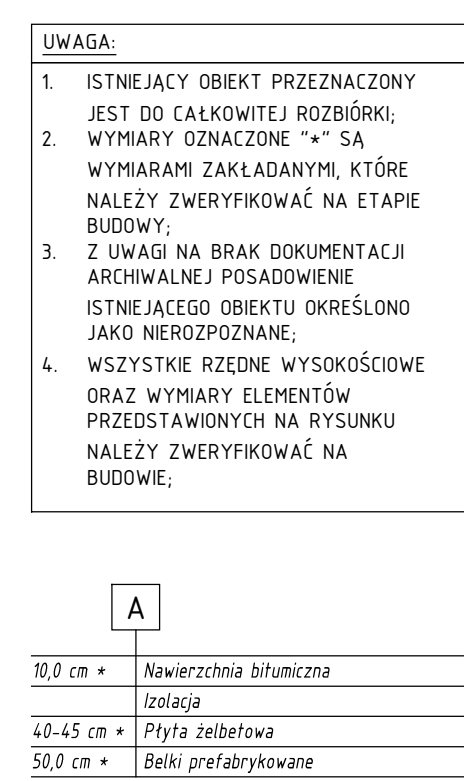 UWAGA:
1. ISTNIEJĄCY OBIEKT PRZEZNACZONY
JEST DO CAŁKOWITEJ ROZBIÓRKI;
2. WYMIARY OZNACZONE "*" SĄ
WYMIARAMI ZAKŁADANYMI, KTÓRE
NALEŻY ZWERYFIKOWAĆ NA ETAPIE
BUDOWY;
3. Z UWAGI NA BRAK DOKUMENTACJI
ARCHIWALNEJ POSADOWIENIE
ISTNIEJĄCEGO OBIEKTU OKREŚLONO
JAKO NIEROZPOZNANE;
4. WSZYSTKIE RZĘDNE WYSOKOŚCIOWE
ORAZ WYMIARY ELEMENTÓW
PRZEDSTAWIONYCH NA RYSUNKU
NALEŻY ZWERYFIKOWAĆ NA
BUDOWIE;
A
10,0 cm * Nawierzchnia bitumiczna
Izolacja
40-45 cm * Płyta żelbetowa
50,0 cm * Belki prefabrykowane